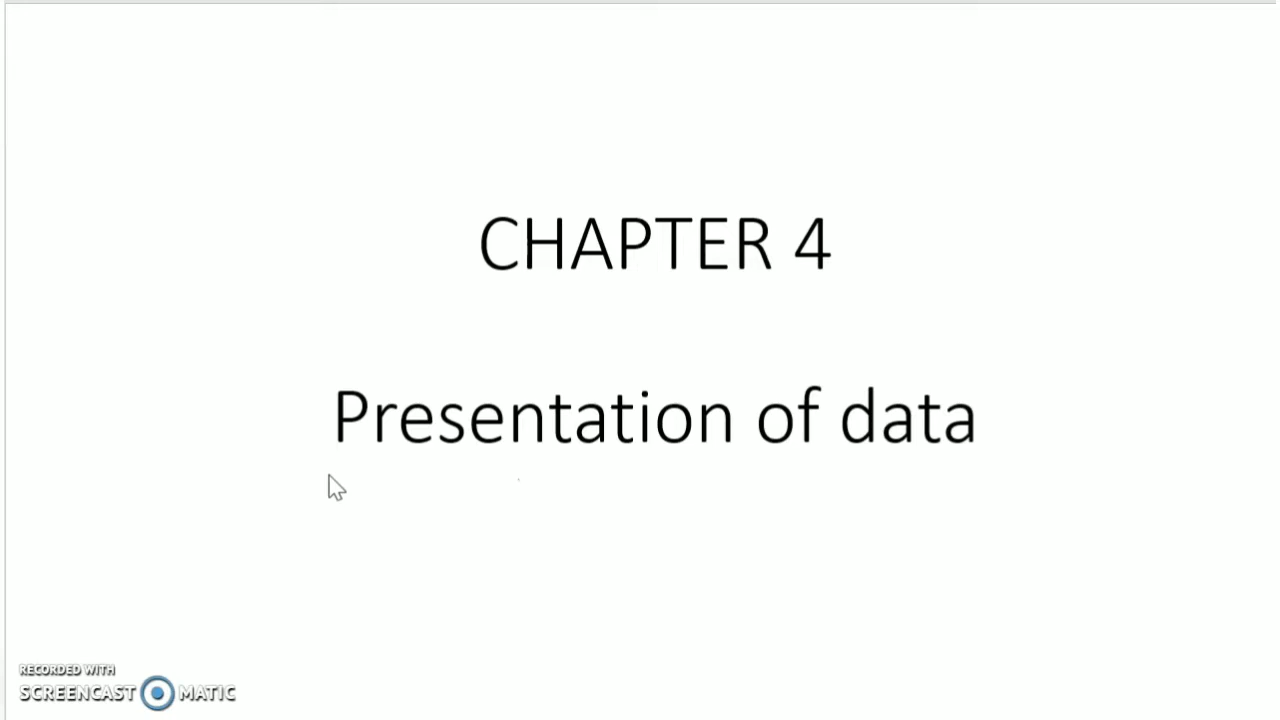 CHAPTER 4
Presentation of data
RECORDED WITH
SCREENCAST MATIC